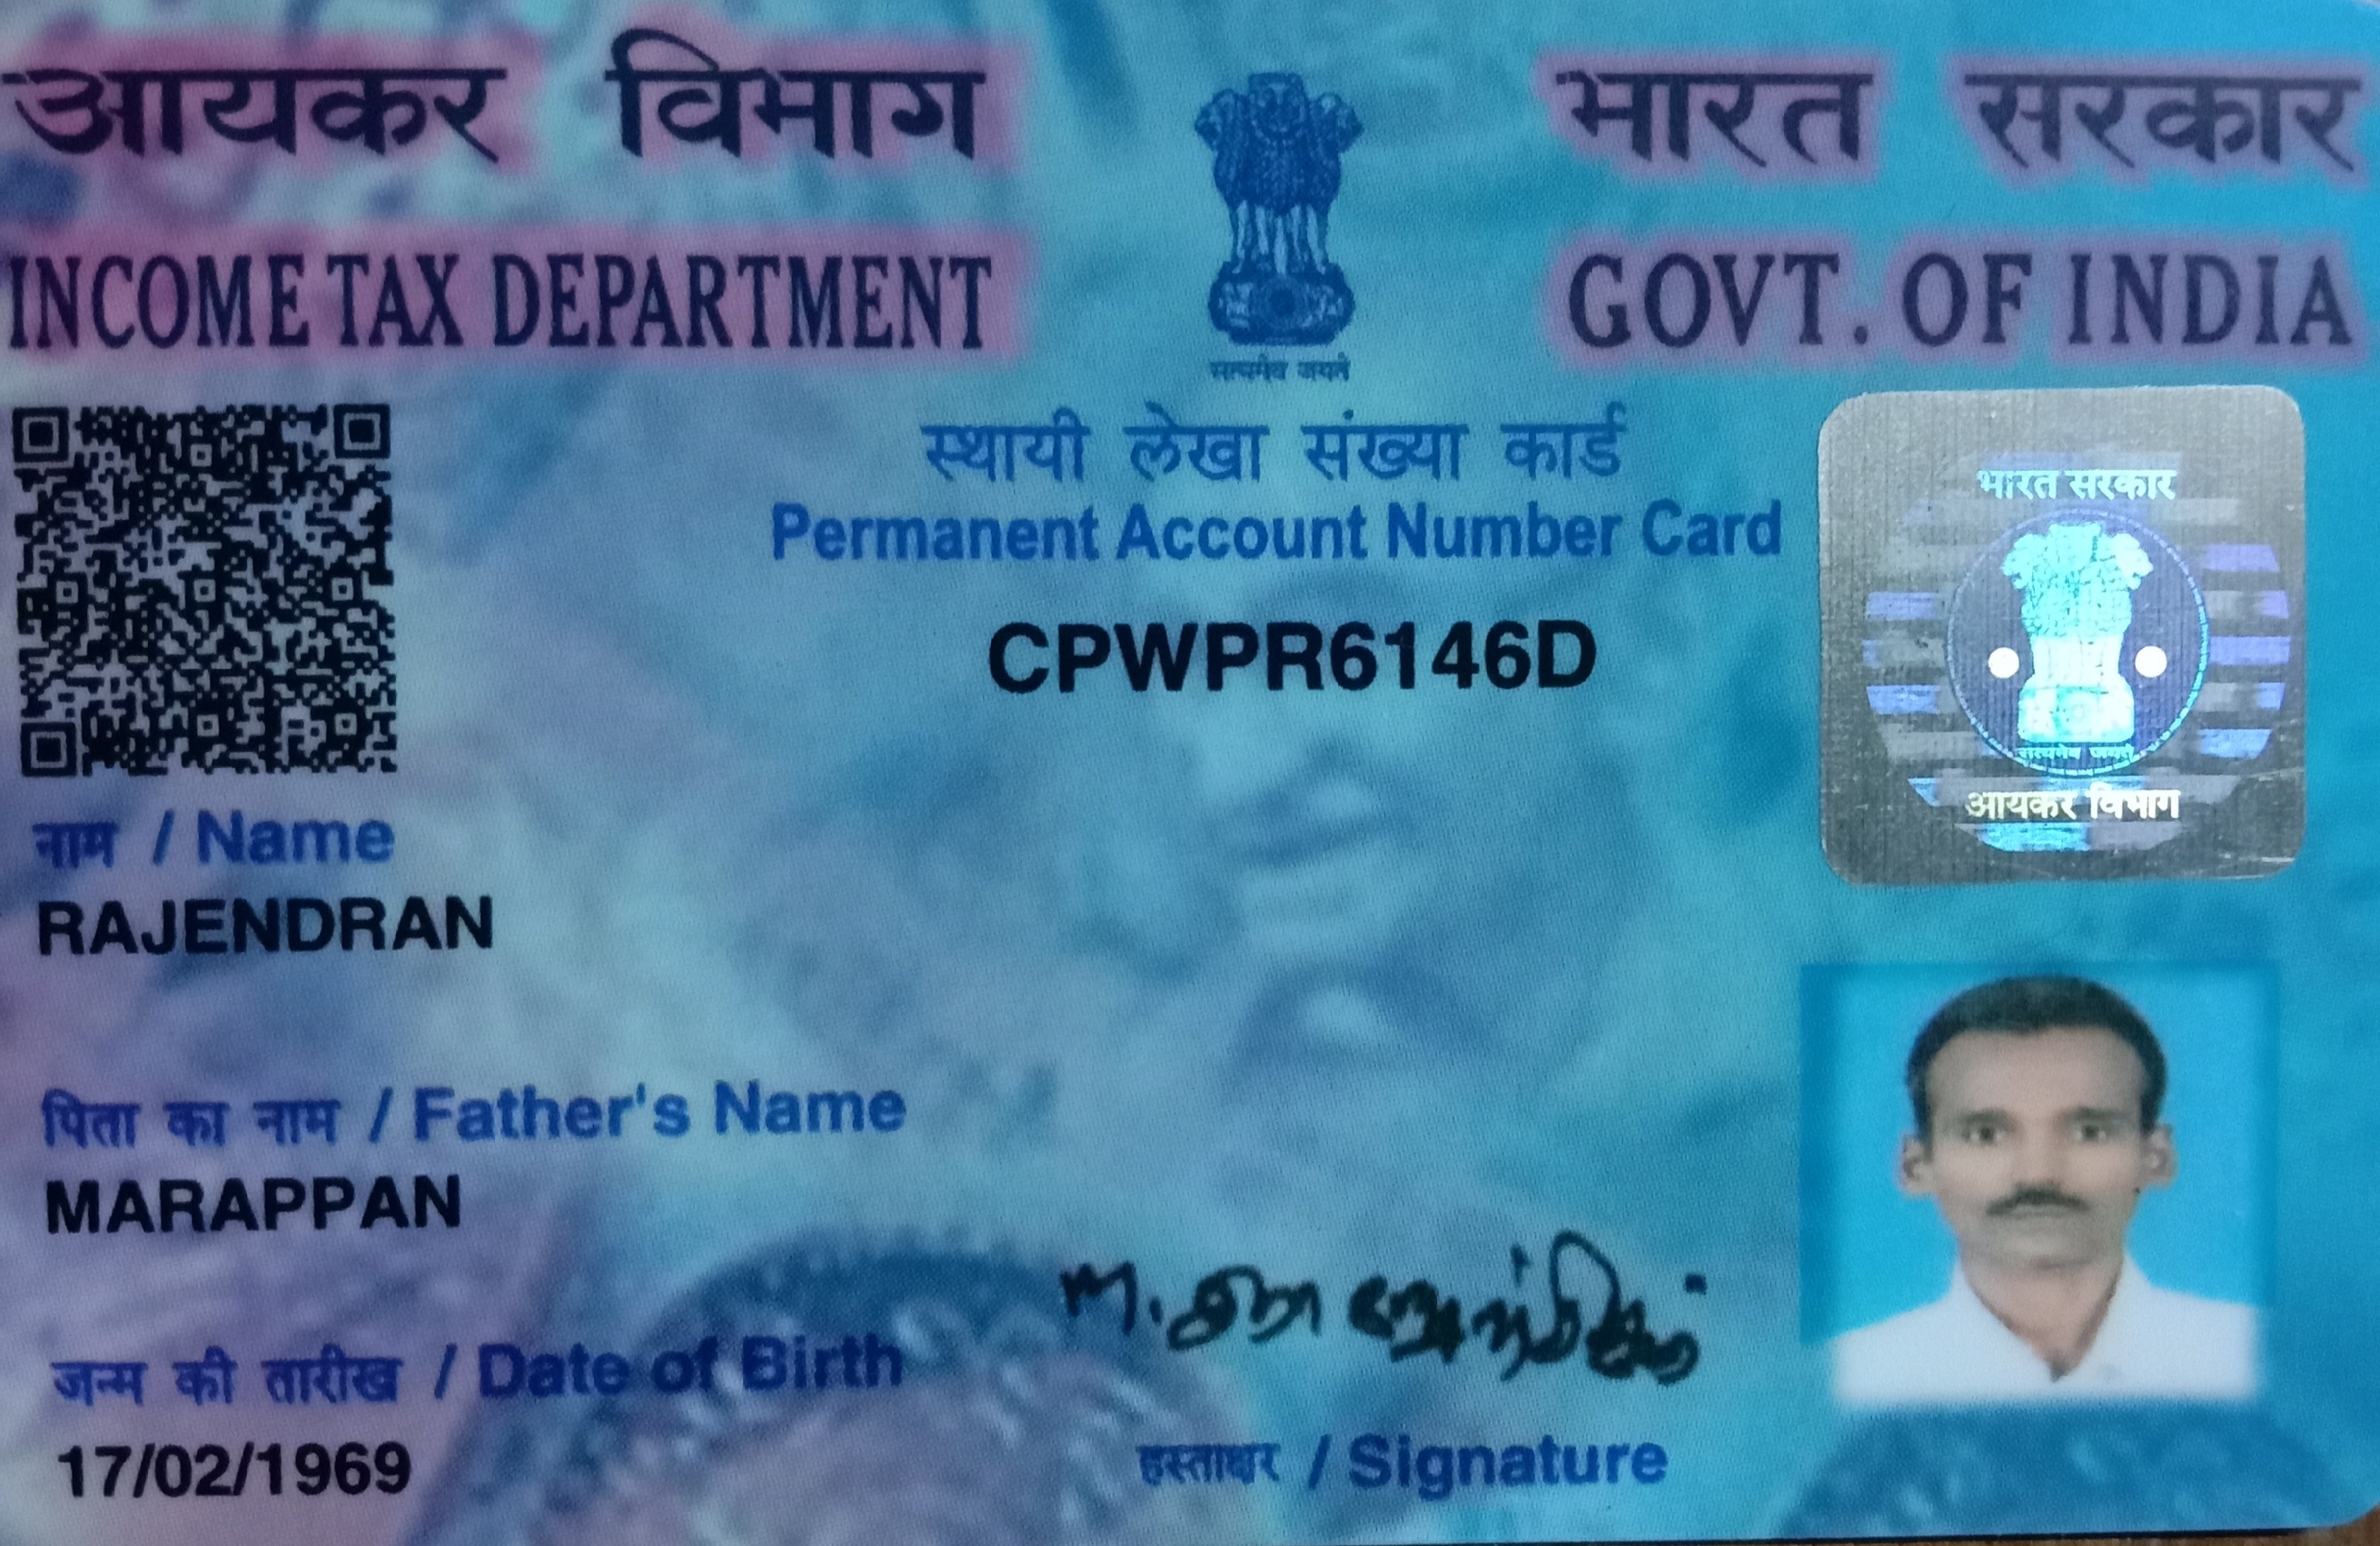 आयकर विभाग
INCOME TAX DEPARTMENT
सत्यमेव जयते
भारत सरकार
GOVT. OF INDIA
स्थायी लेखा संख्या कार्ड
Permanent Account Number Card
CPWPR6146D
भारत सरकार
सत्यमेव जयते
आयकर विभाग
नाम / Name
RAJENDRAN
पिता का नाम / Father's Name
MARAPPAN
जन्म की तारीख / Date of Birth
17/02/1969
M.
हस्ताक्षर / Signature